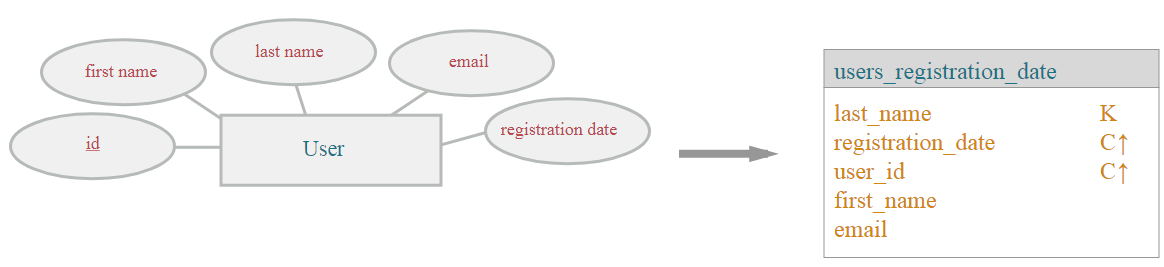 first name
last name
email
id
registration date
User
users_registration_date
last_name K
registration_date C↑
user_id C↑
first_name
email